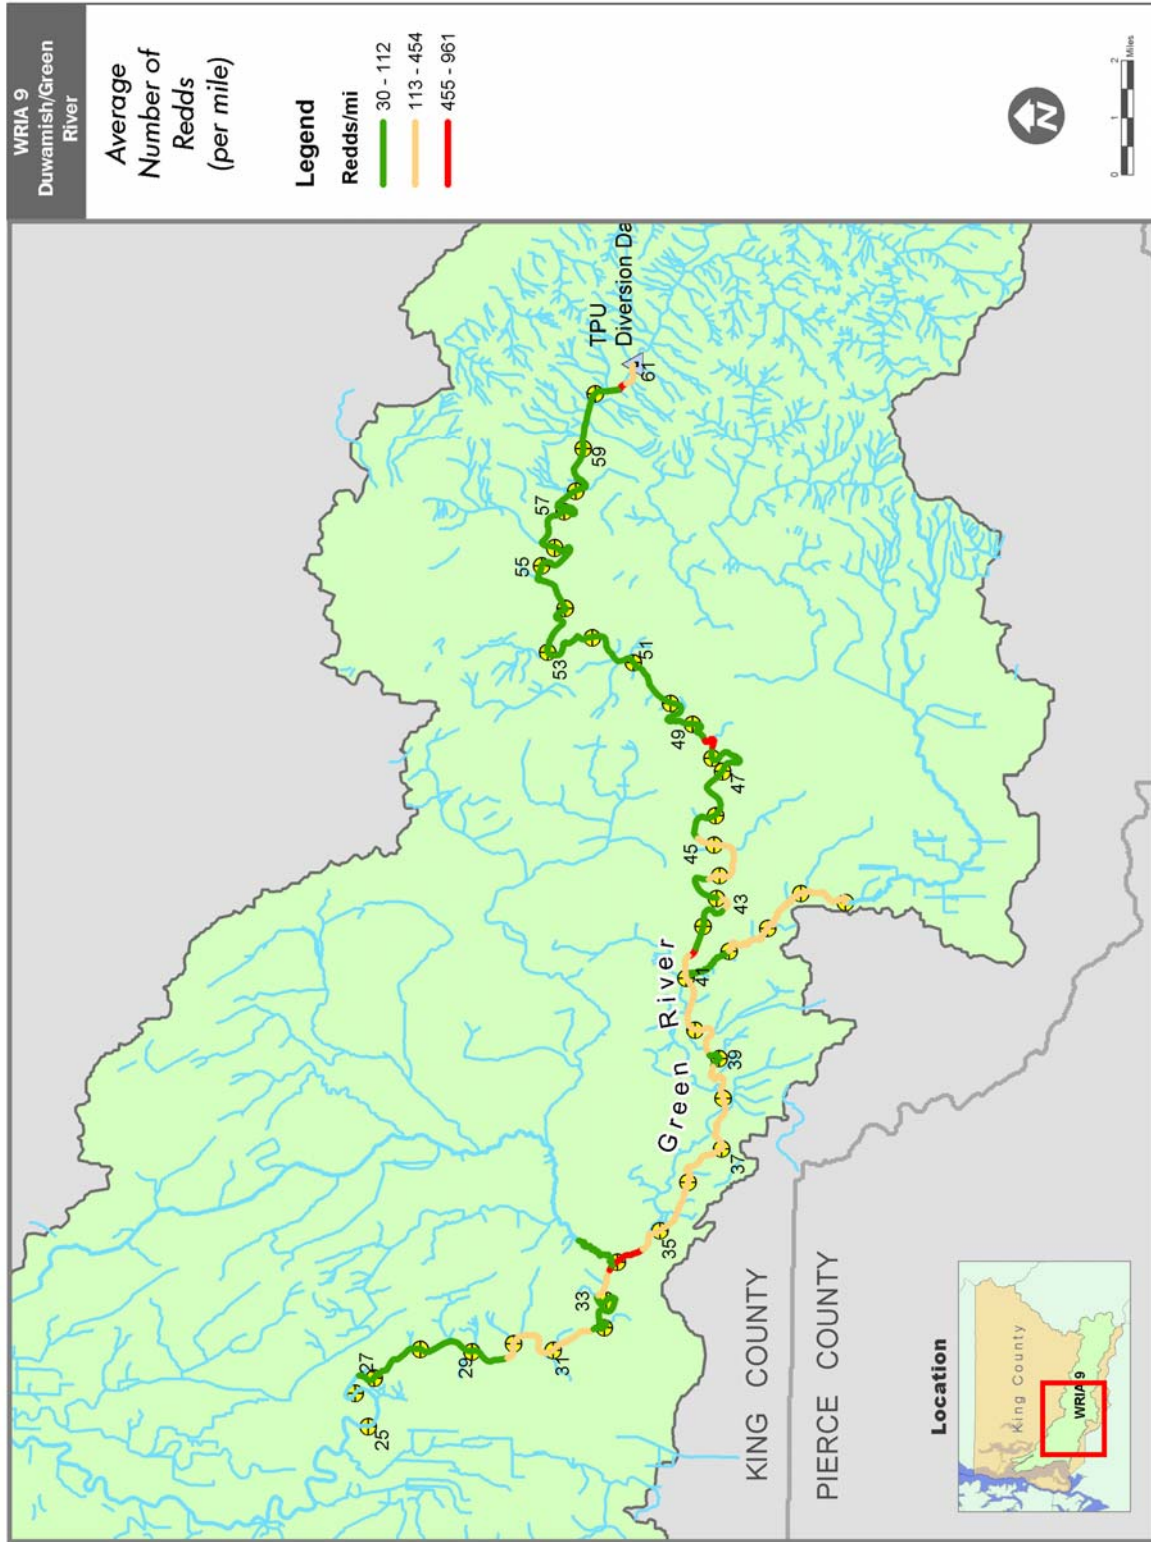 WRIA 9
Duwamish/Green
River
Average
Number of
Redds
(per mile)
Legend
Redds/mi
30 - 112
113 - 454
455 - 961
N
0 1 2
Miles
TPU
Diversion Da
61
59
57
55
53
51
49
47
45
43
41
39
37
35
33
31
29
27
25
Green River
KING COUNTY
PIERCE COUNTY
Location
King County
WRIA 9